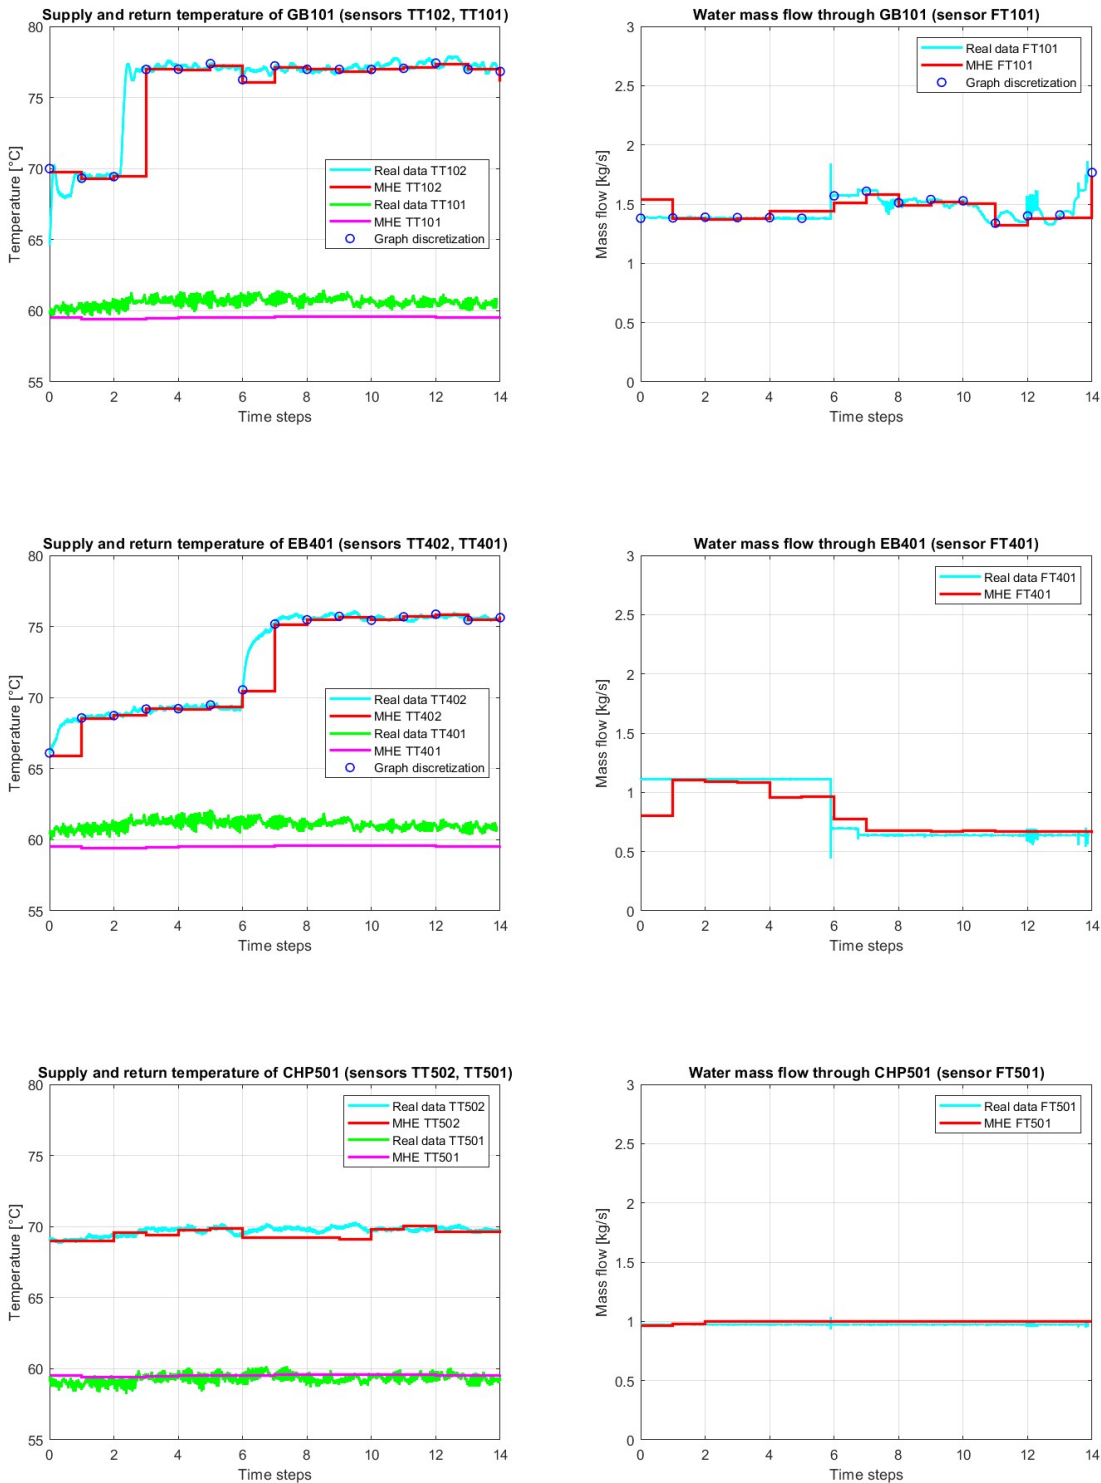 Supply and return temperature of GB101 (sensors TT102, TT101)
80
75
70
65
60
55
Temperature [°C]
Real data TT102
MHE TT102
Real data TT101
MHE TT101
Graph discretization
0 2 4 6 8 10 12 14
Time steps
Water mass flow through GB101 (sensor FT101)
3
2.5
2
1.5
1
0.5
0
Mass flow [kg/s]
Real data FT101
MHE FT101
Graph discretization
0 2 4 6 8 10 12 14
Time steps
Supply and return temperature of EB401 (sensors TT402, TT401)
80
75
70
65
60
55
Temperature [°C]
Real data TT402
MHE TT402
Real data TT401
MHE TT401
Graph discretization
0 2 4 6 8 10 12 14
Time steps
Water mass flow through EB401 (sensor FT401)
3
2.5
2
1.5
1
0.5
0
Mass flow [kg/s]
Real data FT401
MHE FT401
0 2 4 6 8 10 12 14
Time steps
Supply and return temperature of CHP501 (sensors TT502, TT501)
80
75
70
65
60
55
Temperature [°C]
Real data TT502
MHE TT502
Real data TT501
MHE TT501
0 2 4 6 8 10 12 14
Time steps
Water mass flow through CHP501 (sensor FT501)
3
2.5
2
1.5
1
0.5
0
Mass flow [kg/s]
Real data FT501
MHE FT501
0 2 4 6 8 10 12 14
Time steps